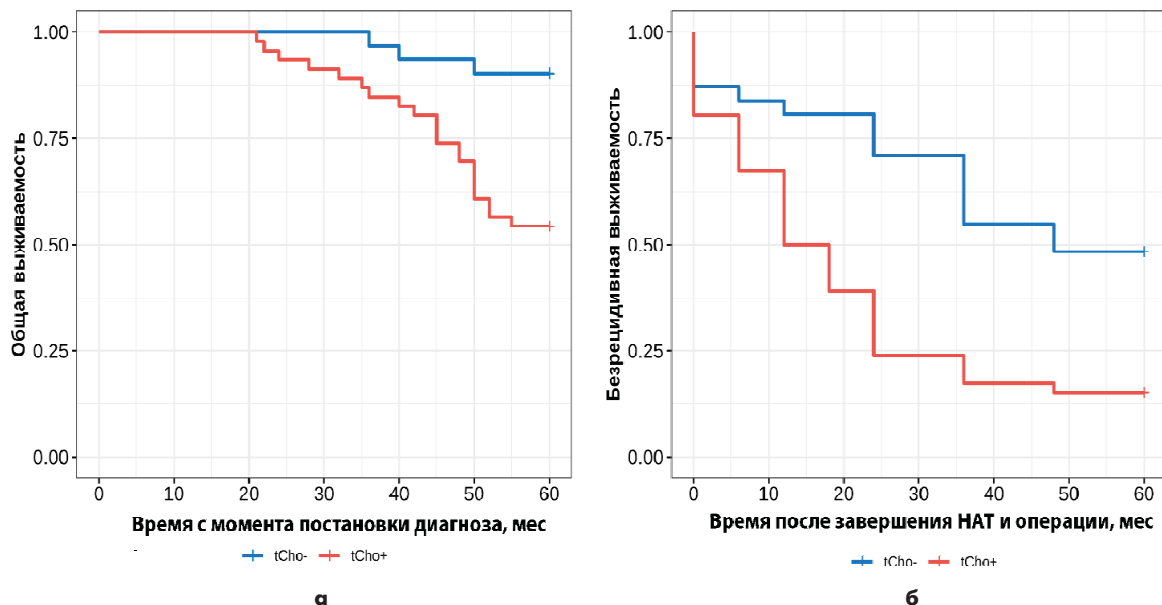 Общая выживаемость
1.00
0.75
0.50
0.25
0.00
0 10 20 30 40 50 60
Время с момента постановки диагноза, мес
tCho- tCho+
а
Безрецидивная выживаемость
1.00
0.75
0.50
0.25
0.00
0 10 20 30 40 50 60
Время после завершения НАТ и операции, мес
tCho- tCho+
б